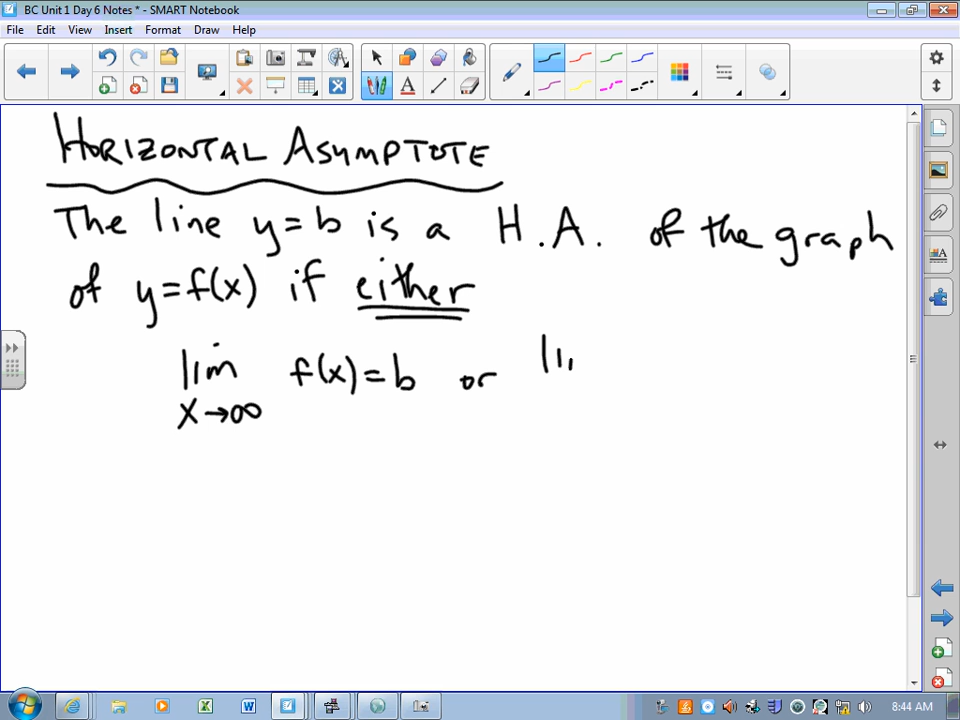 BC Unit 1 Day 6 Notes * - SMART Notebook
File Edit View Insert Format Draw Help
HORIZONTAL ASYMPTOTE
The line y=b is a H.A. of the graph
of y=f(x) if either
lim f(x)=b or li
x→∞
8:44 AM